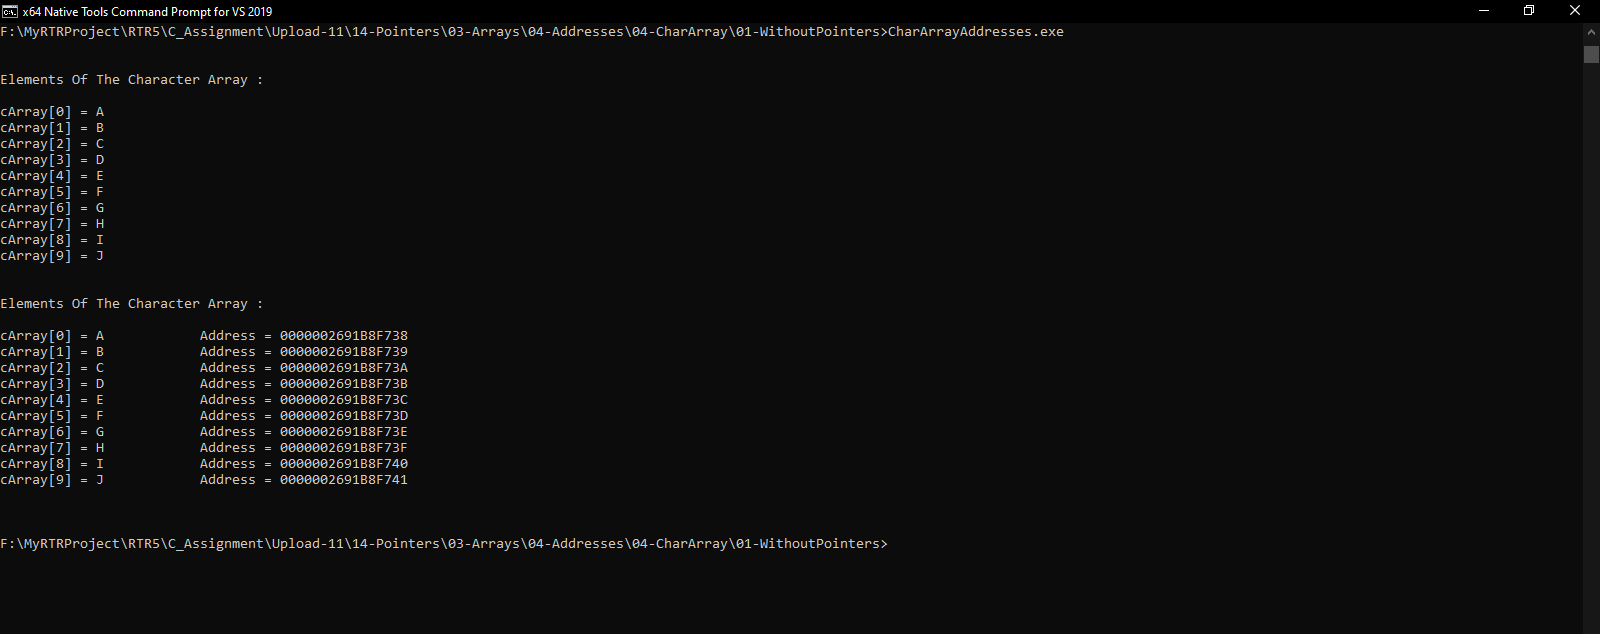 x64 Native Tools Command Prompt for VS 2019
F:\MyRTRProject\RTR5\C_Assignment\Upload-11\14-Pointers\03-Arrays\04-Addresses\04-CharArray\01-WithoutPointers>CharArrayAddresses.exe
Elements Of The Character Array :
cArray[0] = A
cArray[1] = B
cArray[2] = C
cArray[3] = D
cArray[4] = E
cArray[5] = F
cArray[6] = G
cArray[7] = H
cArray[8] = I
cArray[9] = J
Elements Of The Character Array :
cArray[0] = A            Address = 0000002691B8F738
cArray[1] = B            Address = 0000002691B8F739
cArray[2] = C            Address = 0000002691B8F73A
cArray[3] = D            Address = 0000002691B8F73B
cArray[4] = E            Address = 0000002691B8F73C
cArray[5] = F            Address = 0000002691B8F73D
cArray[6] = G            Address = 0000002691B8F73E
cArray[7] = H            Address = 0000002691B8F73F
cArray[8] = I            Address = 0000002691B8F740
cArray[9] = J            Address = 0000002691B8F741
F:\MyRTRProject\RTR5\C_Assignment\Upload-11\14-Pointers\03-Arrays\04-Addresses\04-CharArray\01-WithoutPointers>